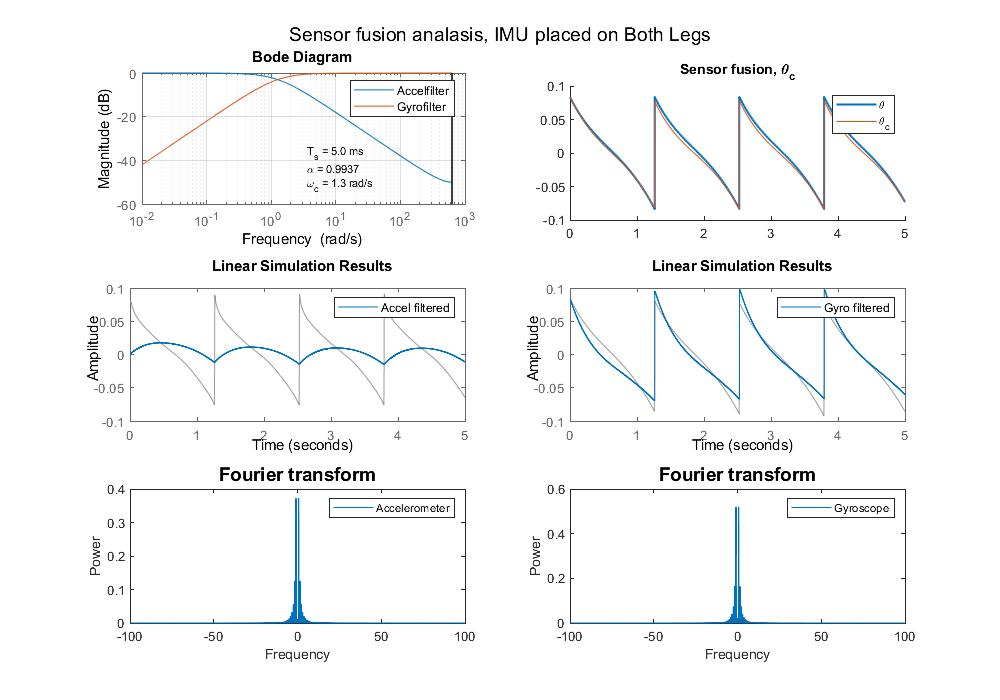 Sensor fusion analasis, IMU placed on Both Legs
Bode Diagram
Magnitude (dB)
0
-20
-40
-60
10^-2
10^-1
10^0
10^1
10^2
10^3
Frequency (rad/s)
Accelfilter
Gyrofilter
T_s = 5.0 ms
α = 0.9937
ω_c = 1.3 rad/s
Sensor fusion, θ_c
0.1
0.05
0
-0.05
-0.1
0 1 2 3 4 5
θ
θ_c
Linear Simulation Results
Amplitude
0.1
0.05
0
-0.05
-0.1
0 1 2 3 4 5
Time (seconds)
Accel filtered
Linear Simulation Results
Amplitude
0.1
0.05
0
-0.05
-0.1
0 1 2 3 4 5
Time (seconds)
Gyro filtered
Fourier transform
Power
0.4
0.3
0.2
0.1
0
-100 -50 0 50 100
Frequency
Accelerometer
Fourier transform
Power
0.6
0.4
0.2
0
-100 -50 0 50 100
Frequency
Gyroscope